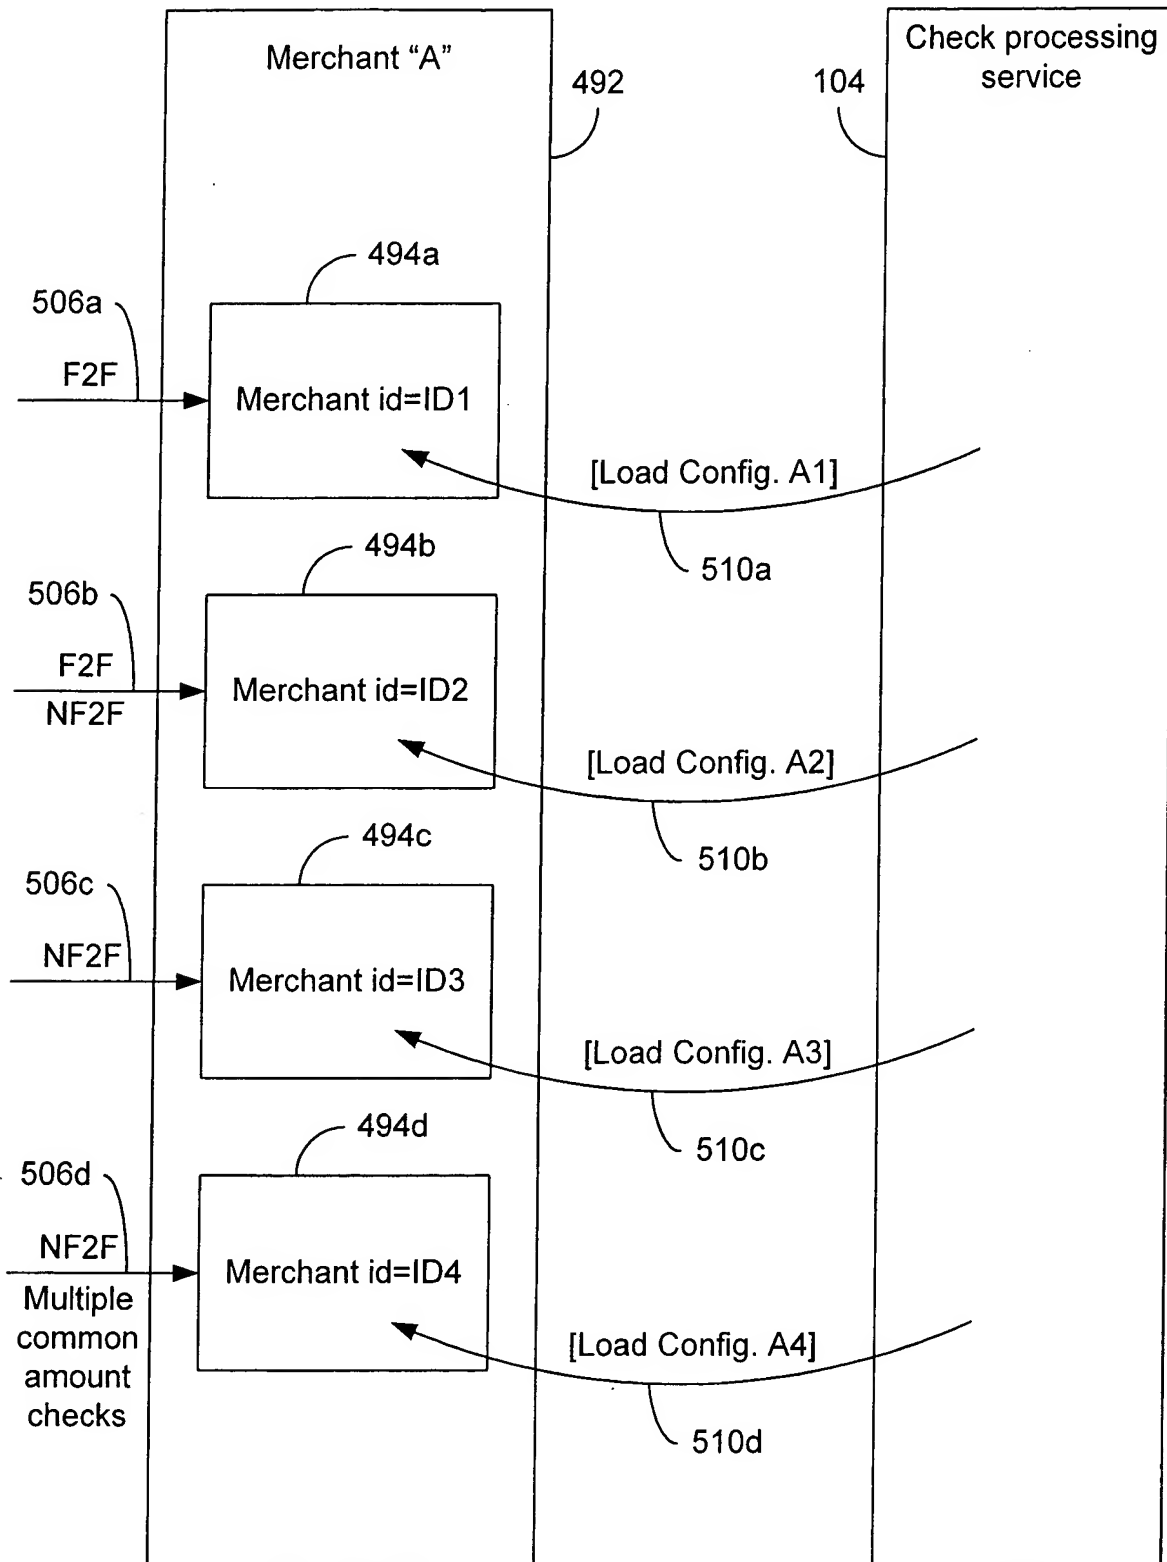 Merchant “A”
Check processing
service
492
104
494a
506a
F2F
Merchant id=ID1
[Load Config. A1]
510a
494b
506b
F2F
NF2F
Merchant id=ID2
[Load Config. A2]
510b
494c
506c
NF2F
Merchant id=ID3
[Load Config. A3]
510c
494d
506d
NF2F
Multiple
common
amount
checks
Merchant id=ID4
[Load Config. A4]
510d